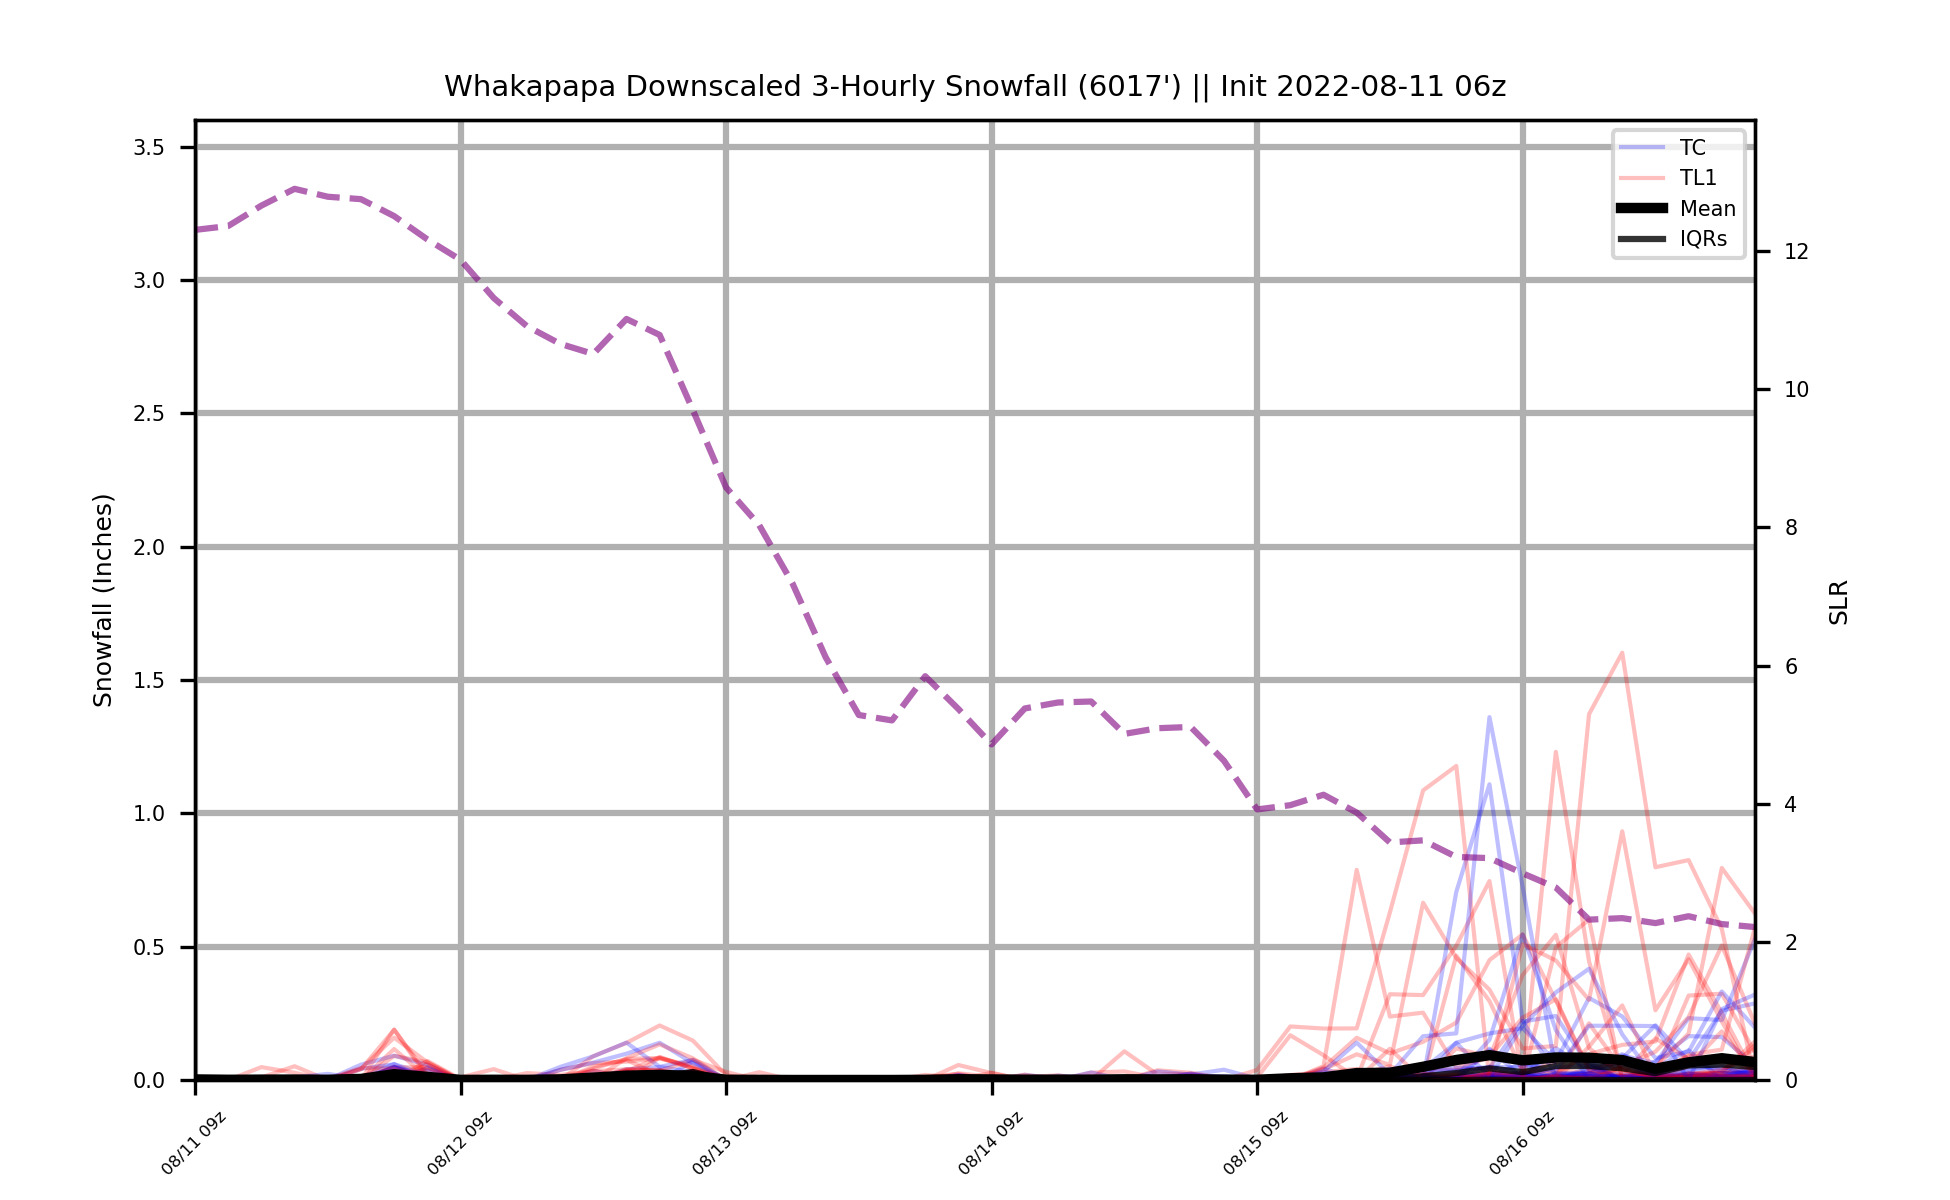 Whakapapa Downscaled 3-Hourly Snowfall (6017') || Init 2022-08-11 06z
TC
TL1
Mean
IQRs
Snowfall (Inches)
3.5
3.0
2.5
2.0
1.5
1.0
0.5
0.0
12
10
8
6
4
2
0
SLR
08/11 09z
08/12 09z
08/13 09z
08/14 09z
08/15 09z
08/16 09z